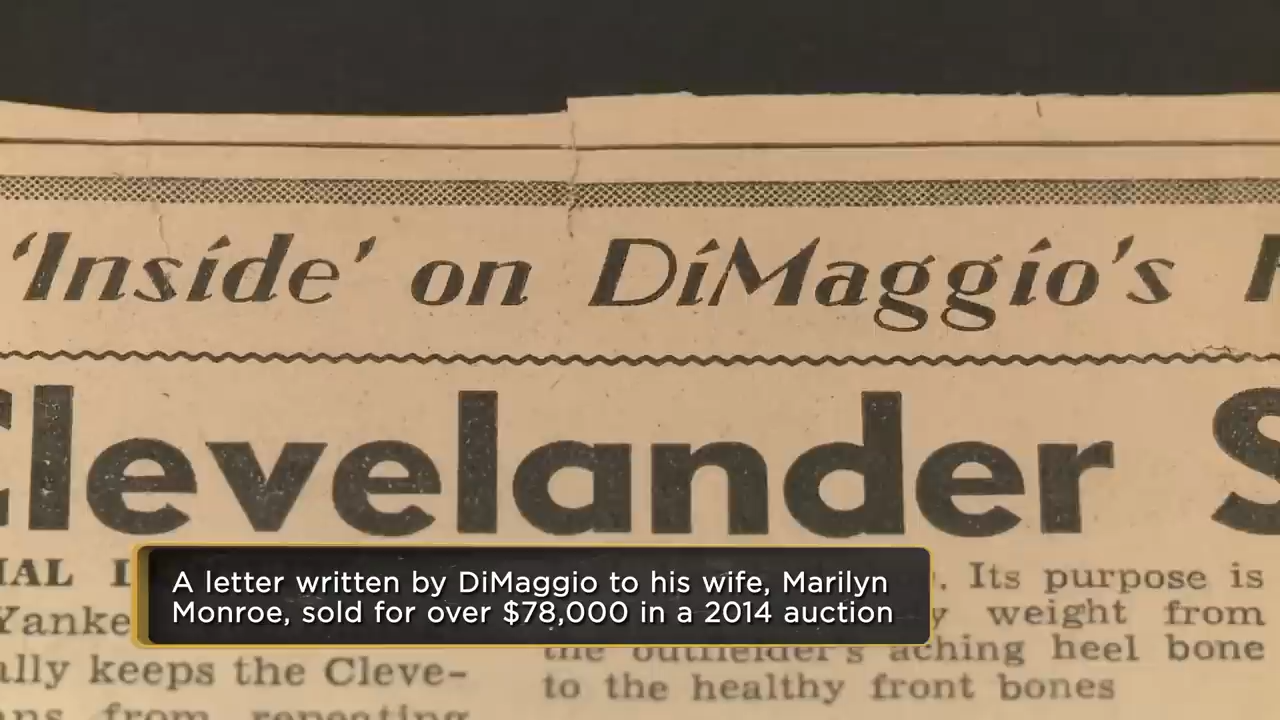 'Inside' on DiMaggio's
Clevelander
A letter written by DiMaggio to his wife, Marilyn
Monroe, sold for over $78,000 in a 2014 auction
Its purpose is
weight from
the outfielder's aching heel bone
to the healthy front bones
keeps the Cleve-
from repeating